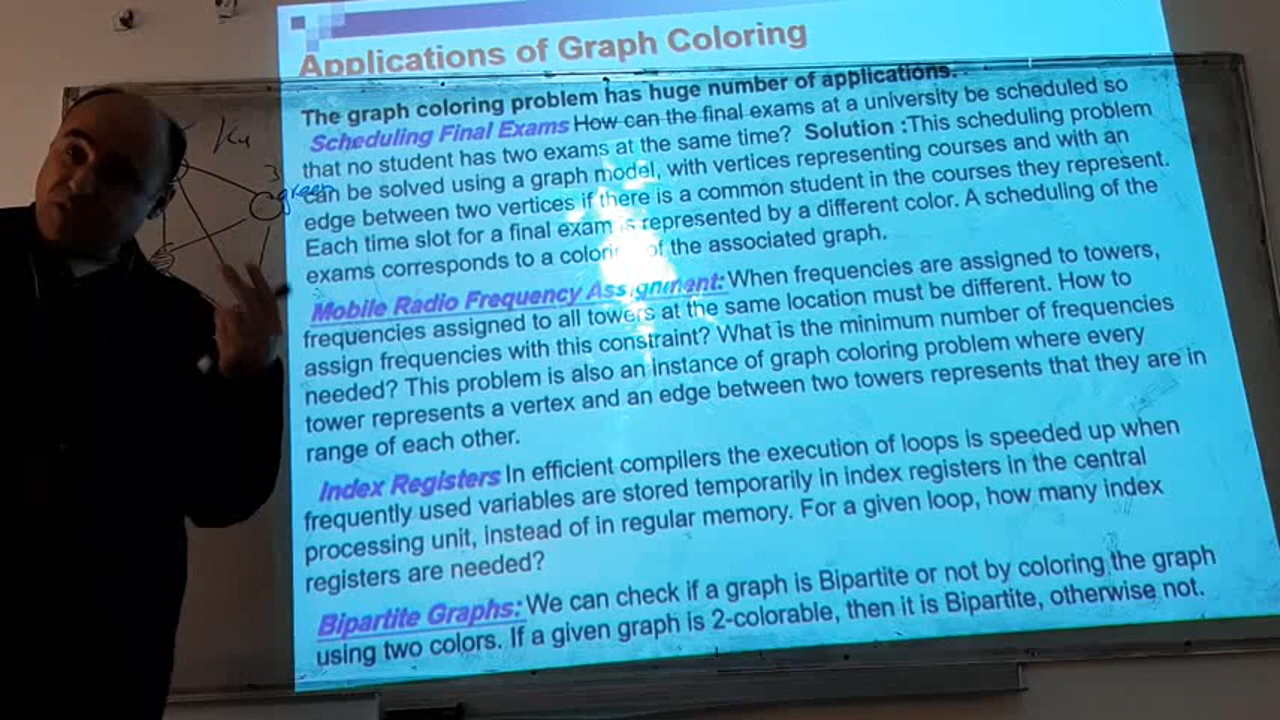 Applications of Graph Coloring
The graph coloring problem has huge number of applications.
Scheduling Final Exams How can the final exams at a university be scheduled so
that no student has two exams at the same time? Solution :This scheduling problem
can be solved using a graph model, with vertices representing courses and with an
edge between two vertices if there is a common student in the courses they represent.
Each time slot for a final exam is represented by a different color. A scheduling of the
exams corresponds to a coloring of the associated graph.
Mobile Radio Frequency Assignment: When frequencies are assigned to towers,
frequencies assigned to all towers at the same location must be different. How to
assign frequencies with this constraint? What is the minimum number of frequencies
needed? This problem is also an instance of graph coloring problem where every
tower represents a vertex and an edge between two towers represents that they are in
range of each other.
Index Registers In efficient compilers the execution of loops is speeded up when
frequently used variables are stored temporarily in index registers in the central
processing unit, instead of in regular memory. For a given loop, how many index
registers are needed?
Bipartite Graphs: We can check if a graph is Bipartite or not by coloring the graph
using two colors. If a given graph is 2-colorable, then it is Bipartite, otherwise not.
K4
3
green